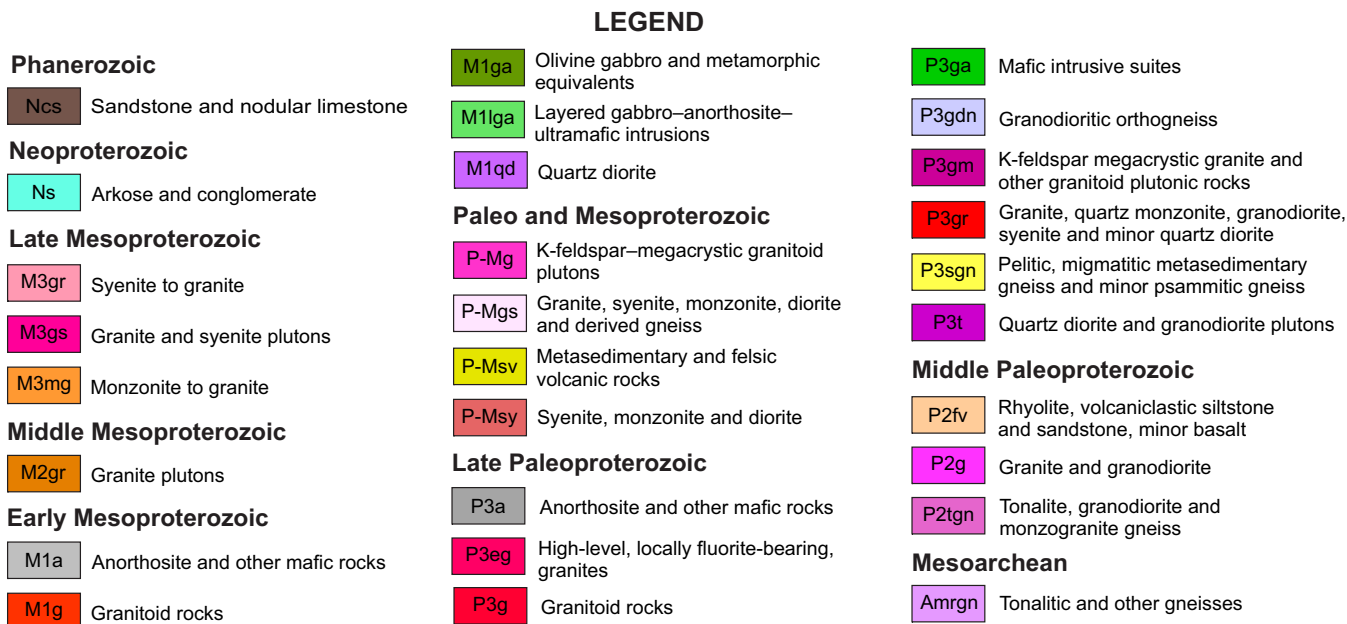 LEGEND
Phanerozoic
Ncs Sandstone and nodular limestone
Neoproterozoic
Ns Arkose and conglomerate
Late Mesoproterozoic
M3gr Syenite to granite
M3gs Granite and syenite plutons
M3mg Monzonite to granite
Middle Mesoproterozoic
M2gr Granite plutons
Early Mesoproterozoic
M1a Anorthosite and other mafic rocks
M1g Granitoid rocks
M1ga Olivine gabbro and metamorphic
equivalents
M1lga Layered gabbro–anorthosite–
ultramafic intrusions
M1qd Quartz diorite
Paleo and Mesoproterozoic
P-Mg K-feldspar–megacrystic granitoid
plutons
P-Mgs Granite, syenite, monzonite, diorite
and derived gneiss
P-Msv Metasedimentary and felsic
volcanic rocks
P-Msy Syenite, monzonite and diorite
Late Paleoproterozoic
P3a Anorthosite and other mafic rocks
P3eg High-level, locally fluorite-bearing,
granites
P3g Granitoid rocks
P3ga Mafic intrusive suites
P3gdn Granodioritic orthogneiss
P3gm K-feldspar megacrystic granite and
other granitoid plutonic rocks
P3gr Granite, quartz monzonite, granodiorite,
syenite and minor quartz diorite
P3sgn Pelitic, migmatitic metasedimentary
gneiss and minor psammitic gneiss
P3t Quartz diorite and granodiorite plutons
Middle Paleoproterozoic
P2fv Rhyolite, volcaniclastic siltstone
and sandstone, minor basalt
P2g Granite and granodiorite
P2tgn Tonalite, granodiorite and
monzogranite gneiss
Mesoarchean
Amrgn Tonalitic and other gneisses